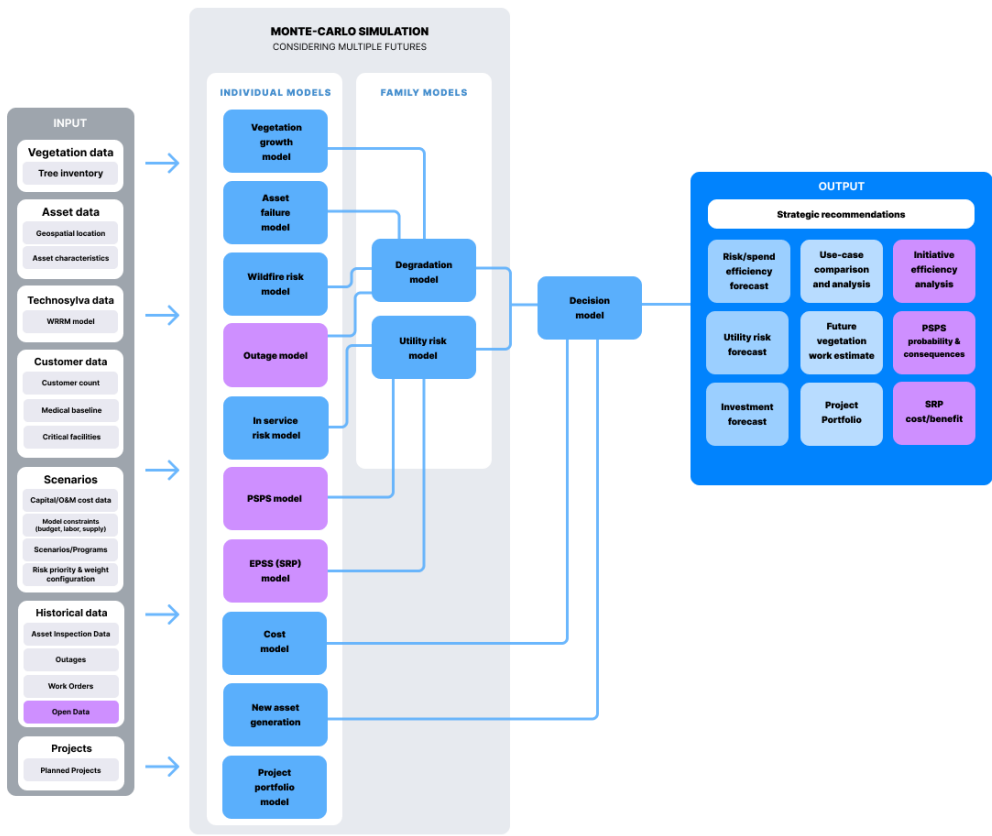 MONTE-CARLO SIMULATION
CONSIDERING MULTIPLE FUTURES
INPUT
Vegetation data
Tree inventory
Asset data
Geospatial location
Asset characteristics
Technosylva data
WRRM model
Customer data
Customer count
Medical baseline
Critical facilities
Scenarios
Capital/O&M cost data
Model constraints
(budget, labor, supply)
Scenarios/Programs
Risk priority & weight
configuration
Historical data
Asset Inspection Data
Outages
Work Orders
Open Data
Projects
Planned Projects
INDIVIDUAL MODELS
Vegetation
growth
model
Asset
failure
model
Wildfire risk
model
Outage model
In service
risk model
PSPS model
EPSS (SRP)
model
Cost
model
New asset
generation
Project
portfolio
model
FAMILY MODELS
Degradation
model
Utility risk
model
Decision
model
OUTPUT
Strategic recommendations
Risk/spend
efficiency
forecast
Use-case
comparison
and analysis
Initiative
efficiency
analysis
Utility risk
forecast
Future
vegetation
work estimate
PSPS
probability &
consequences
Investment
forecast
Project
Portfolio
SRP
cost/benefit